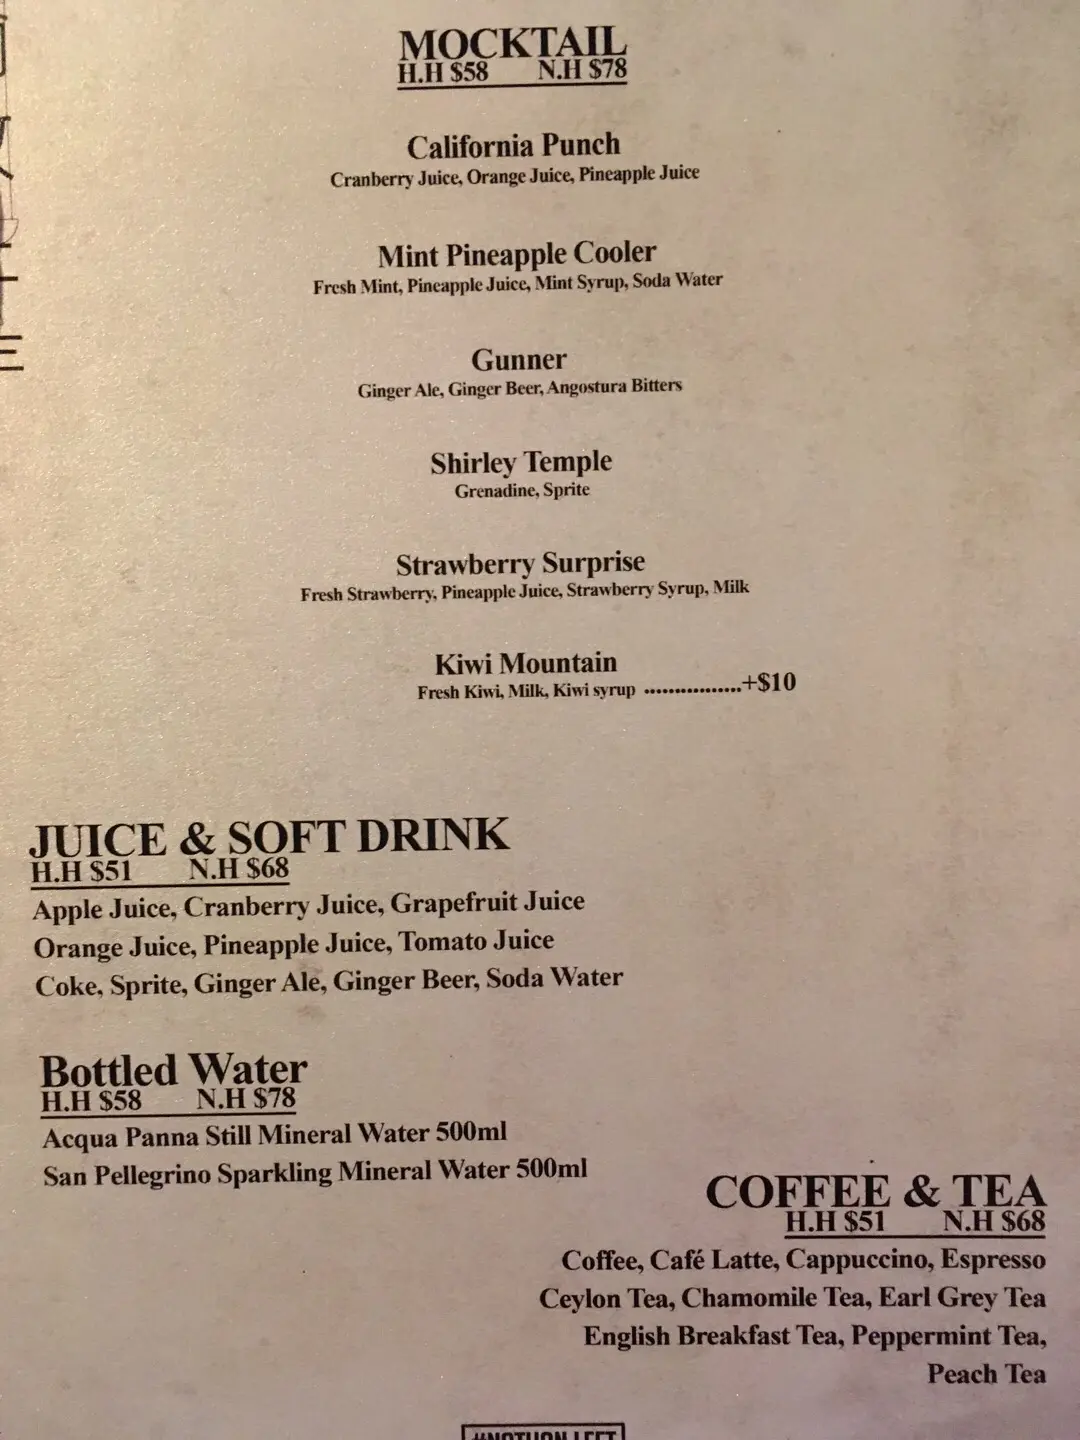 MOCKTAIL
H.H $58 N.H $78
California Punch
Cranberry Juice, Orange Juice, Pineapple Juice
Mint Pineapple Cooler
Fresh Mint, Pineapple Juice, Mint Syrup, Soda Water
Gunner
Ginger Ale, Ginger Beer, Angostura Bitters
Shirley Temple
Grenadine, Sprite
Strawberry Surprise
Fresh Strawberry, Pineapple Juice, Strawberry Syrup, Milk
Kiwi Mountain
Fresh Kiwi, Milk, Kiwi syrup ................+$10
JUICE & SOFT DRINK
H.H $51 N.H $68
Apple Juice, Cranberry Juice, Grapefruit Juice
Orange Juice, Pineapple Juice, Tomato Juice
Coke, Sprite, Ginger Ale, Ginger Beer, Soda Water
Bottled Water
H.H $58 N.H $78
Acqua Panna Still Mineral Water 500ml
San Pellegrino Sparkling Mineral Water 500ml
COFFEE & TEA
H.H $51 N.H $68
Coffee, Café Latte, Cappuccino, Espresso
Ceylon Tea, Chamomile Tea, Earl Grey Tea
English Breakfast Tea, Peppermint Tea,
Peach Tea